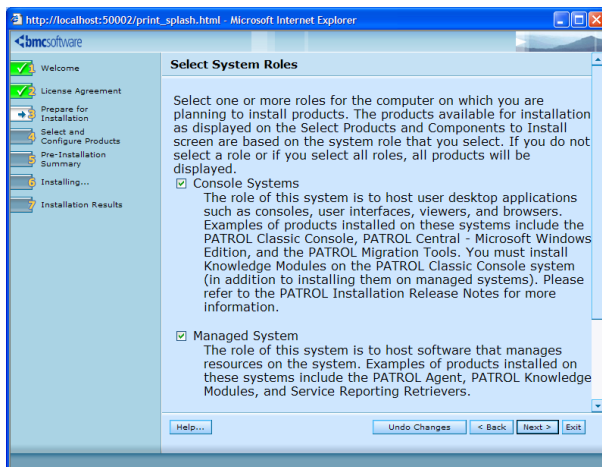 http://localhost:50002/print_splash.html - Microsoft Internet Explorer
bmcsoftware
1 Welcome
2 License Agreement
3 Prepare for
Installation
4 Select and
Configure Products
5 Pre-Installation
Summary
6 Installing...
7 Installation Results
Select System Roles
Select one or more roles for the computer on which you are
planning to install products. The products available for installation
as displayed on the Select Products and Components to Install
screen are based on the system role that you select. If you do not
select a role or if you select all roles, all products will be
displayed.
Console Systems
The role of this system is to host user desktop applications
such as consoles, user interfaces, viewers, and browsers.
Examples of products installed on these systems include the
PATROL Classic Console, PATROL Central - Microsoft Windows
Edition, and the PATROL Migration Tools. You must install
Knowledge Modules on the PATROL Classic Console system
(in addition to installing them on managed systems). Please
refer to the PATROL Installation Release Notes for more
information.
Managed System
The role of this system is to host software that manages
resources on the system. Examples of products installed on
these systems include the PATROL Agent, PATROL Knowledge
Modules, and Service Reporting Retrievers.
Help... Undo Changes < Back Next > Exit